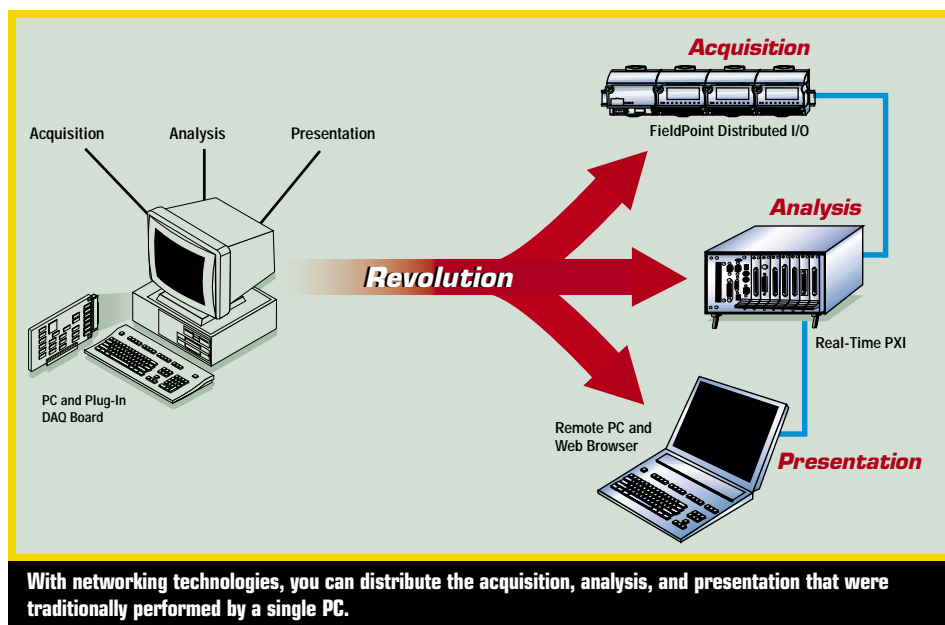 Acquisition
Analysis
Presentation
PC and Plug-In
DAQ Board
Revolution
Acquisition
FieldPoint Distributed I/O
Analysis
Real-Time PXI
Remote PC and
Web Browser
Presentation
With networking technologies, you can distribute the acquisition, analysis, and presentation that were
traditionally performed by a single PC.